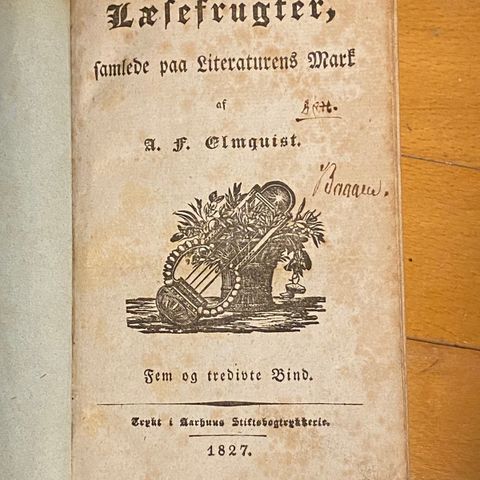 Læsefrugter,
samlede paa Literaturens Mark
af
A. F. Elmquist.
Fem og tredivte Bind.
Trykt i Aarhuus Stiftsbogtrykkerie.
1827.